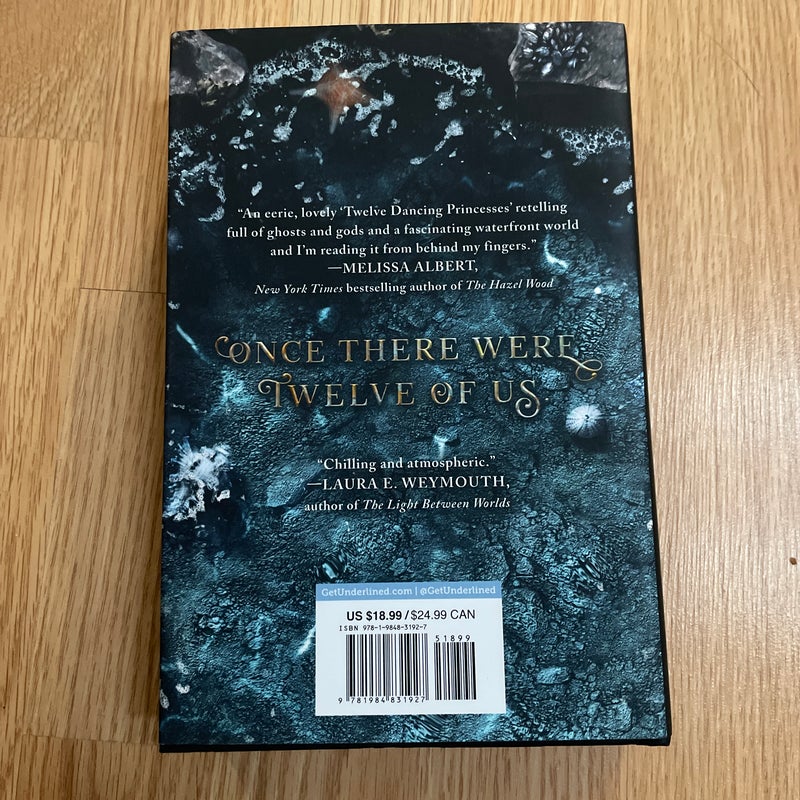 “An eerie, lovely ‘Twelve Dancing Princesses’ retelling
full of ghosts and gods and a fascinating waterfront world
and I’m reading it from behind my fingers.”
—MELISSA ALBERT,
New York Times bestselling author of The Hazel Wood
ONCE THERE WERE
TWELVE OF US.
“Chilling and atmospheric.”
—LAURA E. WEYMOUTH,
author of The Light Between Worlds
GetUnderlined.com | @GetUnderlined
US $18.99 / $24.99 CAN
ISBN 978-1-9848-3192-7
51899
9 781984 831927